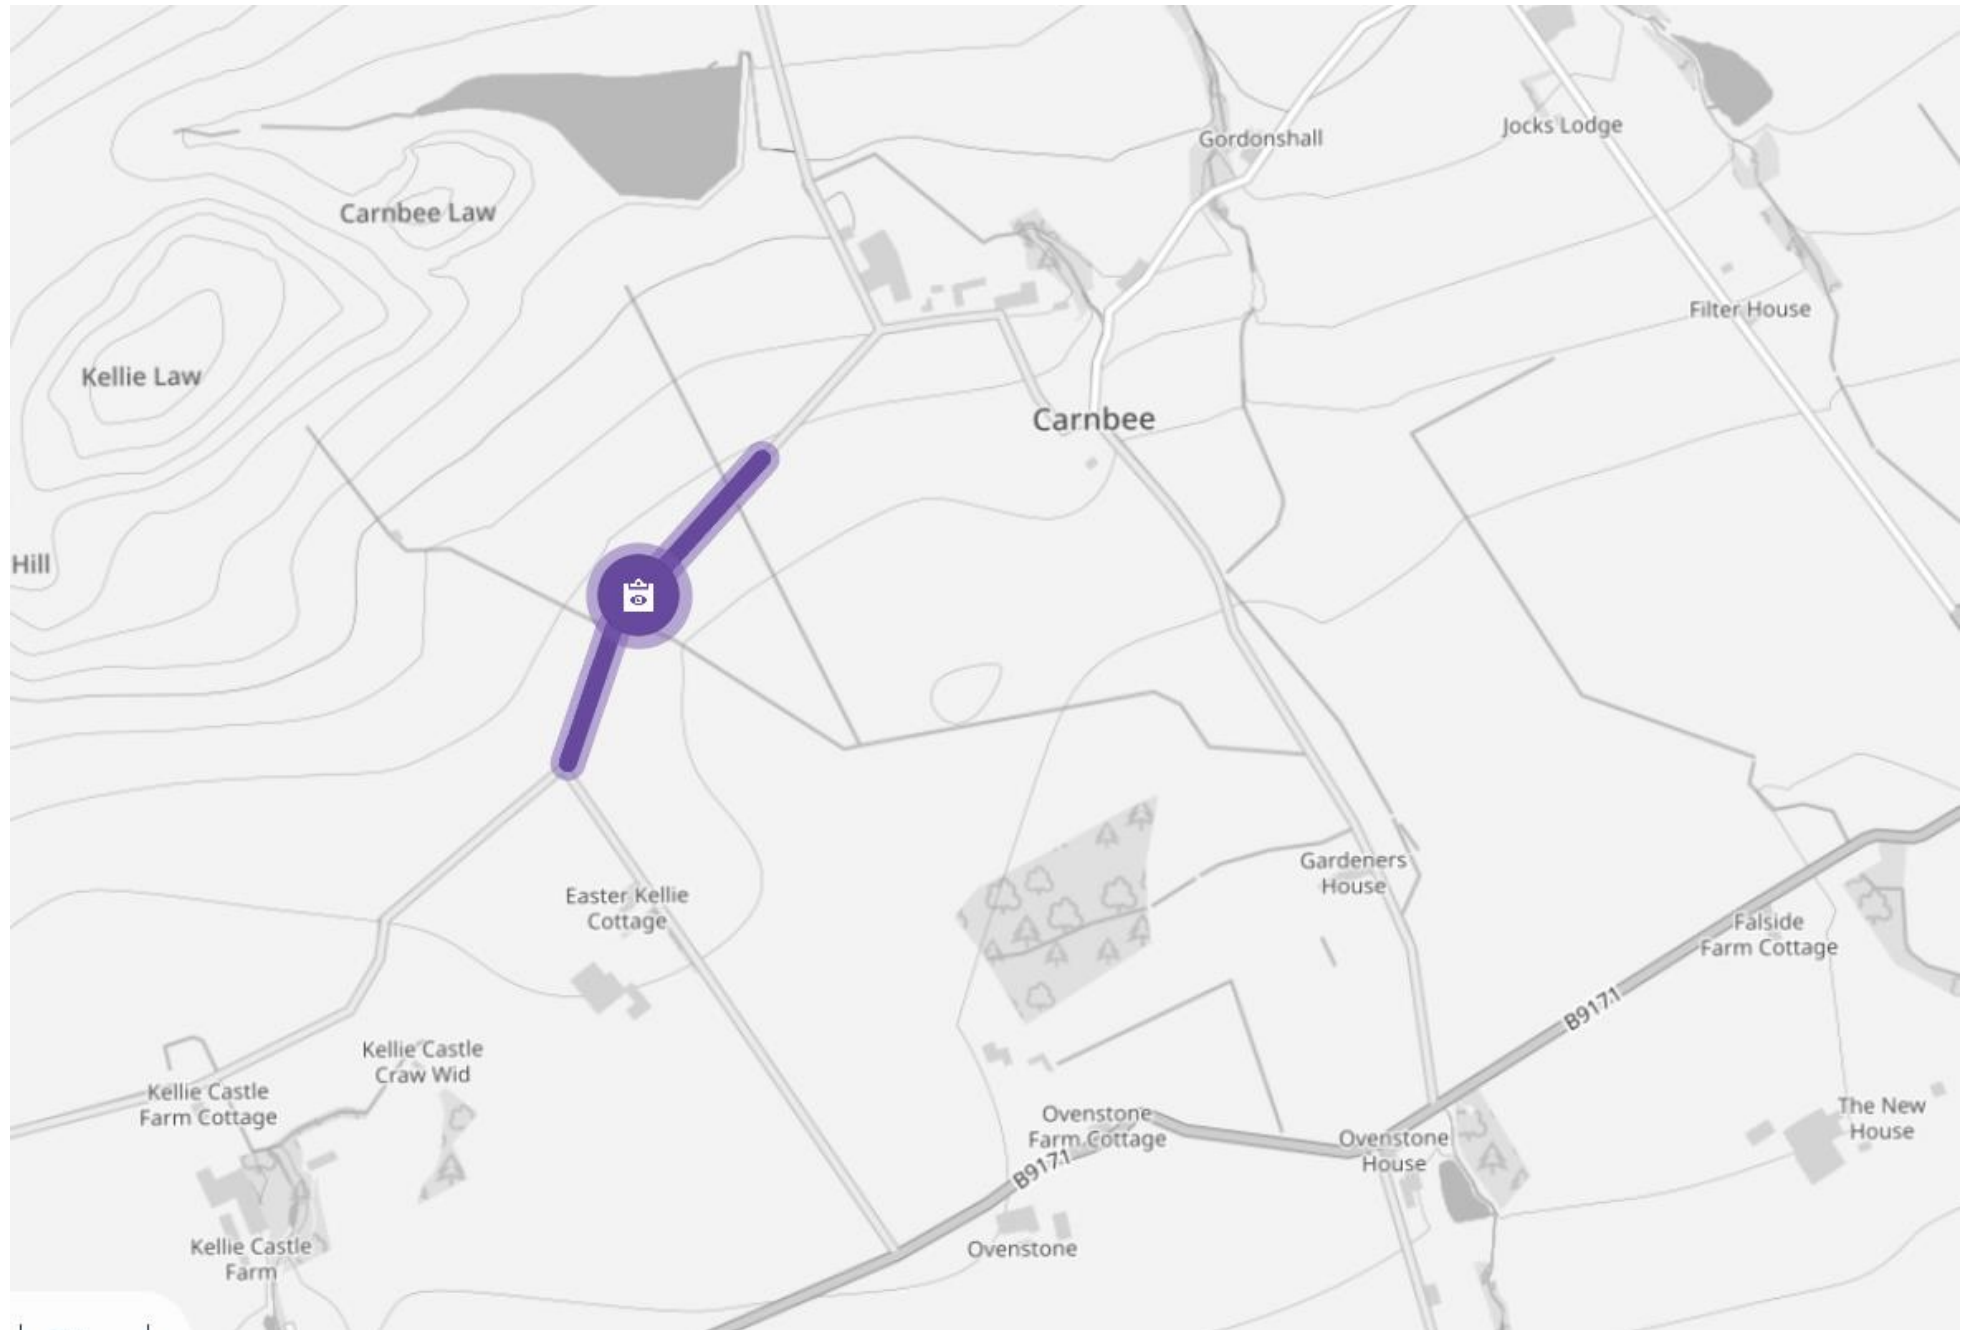 Gordonshall
Jocks Lodge
Carnbee Law
Filter House
Kellie Law
Carnbee
Hill
Gardeners
House
Easter Kellie
Cottage
Falside
Farm Cottage
B9171
Kellie Castle
Craw Wid
Kellie Castle
Farm Cottage
Ovenstone
Farm Cottage
Ovenstone
House
The New
House
B9171
Kellie Castle
Farm
Ovenstone